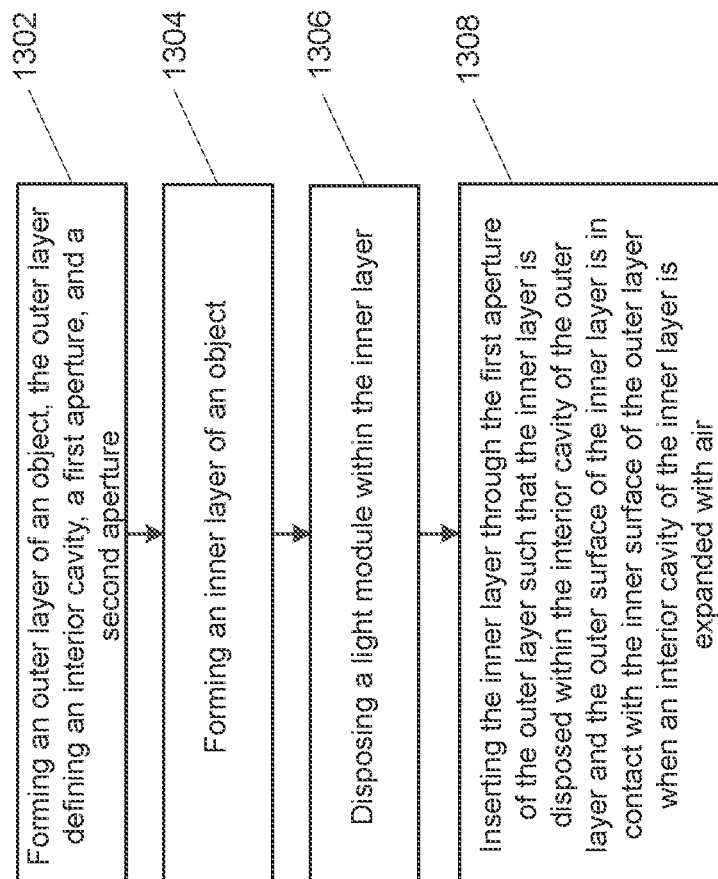 1302
Forming an outer layer of an object, the outer layer
defining an interior cavity, a first aperture, and a
second aperture
1304
Forming an inner layer of an object
1306
Disposing a light module within the inner layer
1308
Inserting the inner layer through the first aperture
of the outer layer such that the inner layer is
disposed within the interior cavity of the outer
layer and the outer surface of the inner layer is in
contact with the inner surface of the outer layer
when an interior cavity of the inner layer is
expanded with air